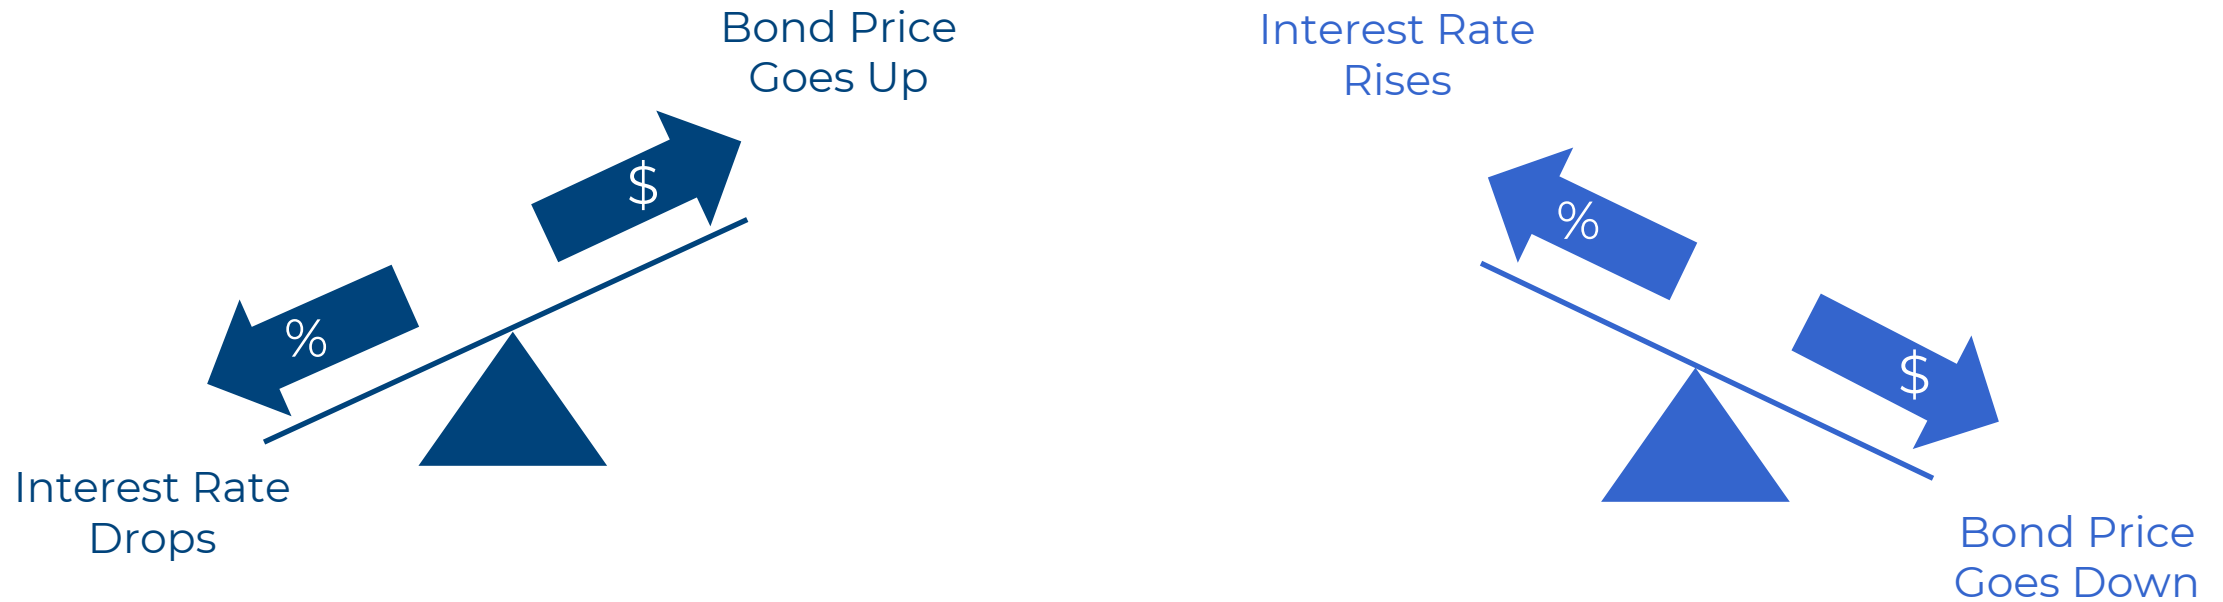 Bond Price
Goes Up
$
%
Interest Rate
Drops
Interest Rate
Rises
%
$
Bond Price
Goes Down